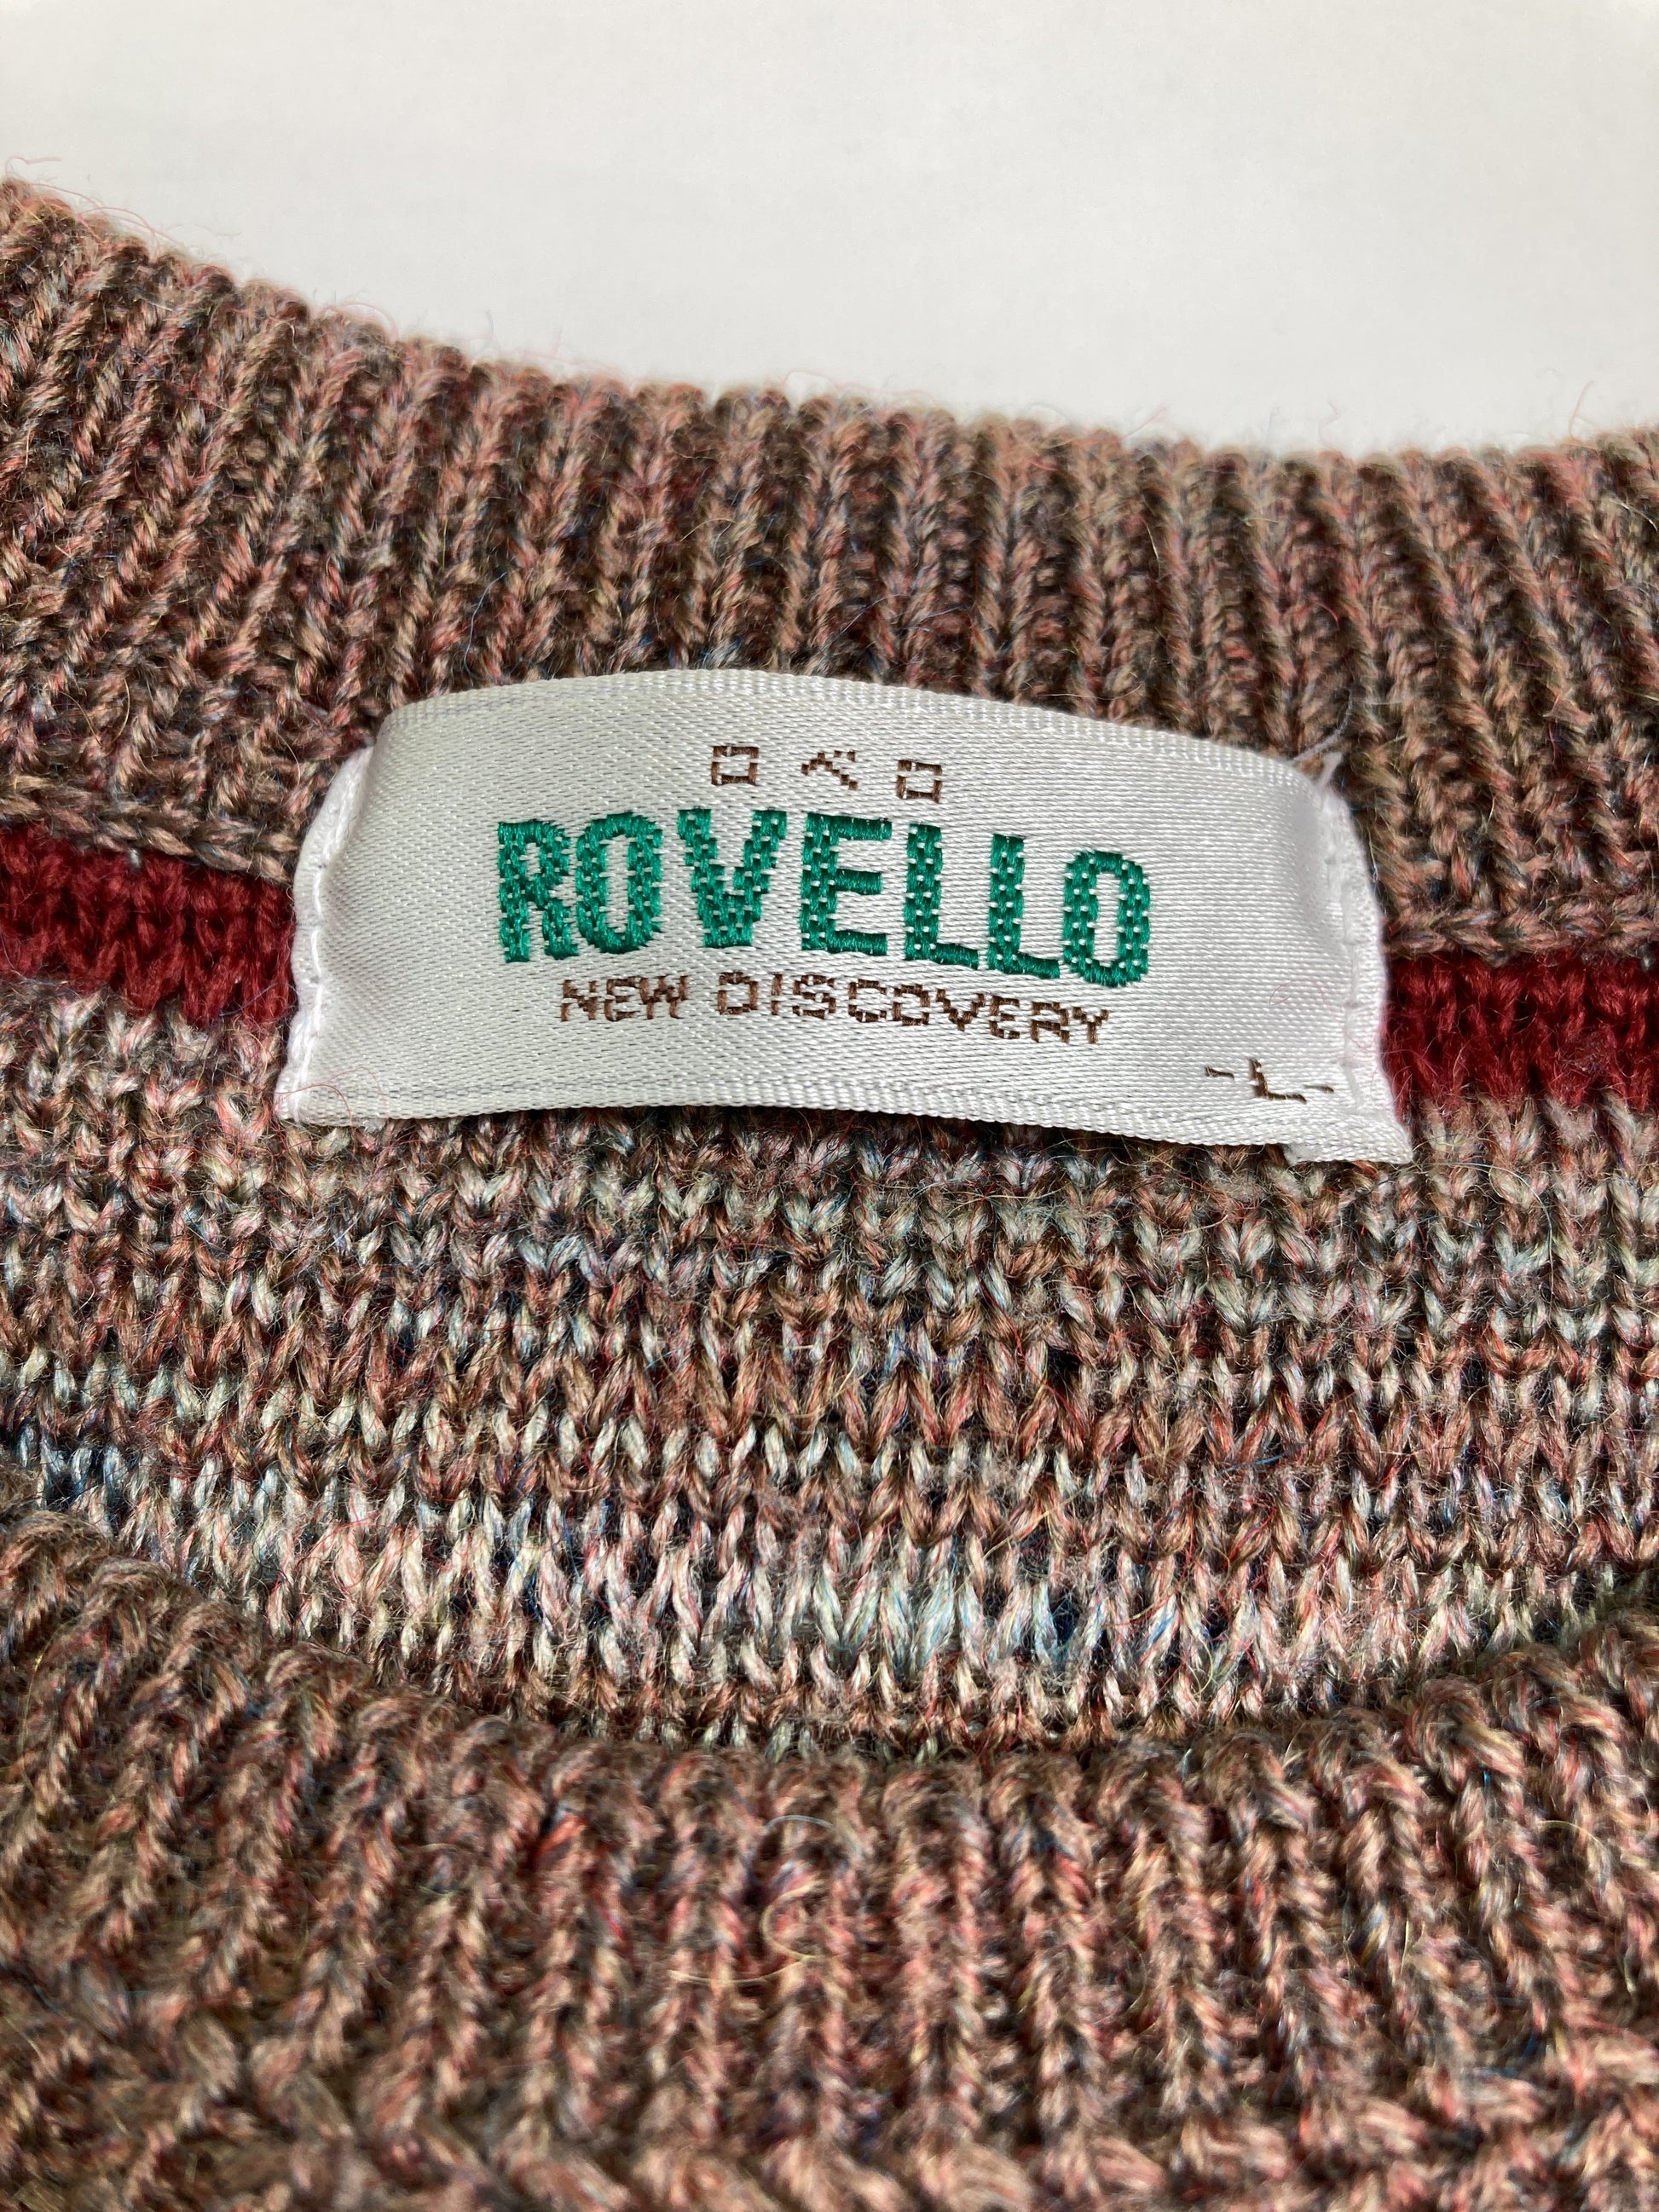 ロベロ
ROVELLO
NEW DISCOVERY
-L-